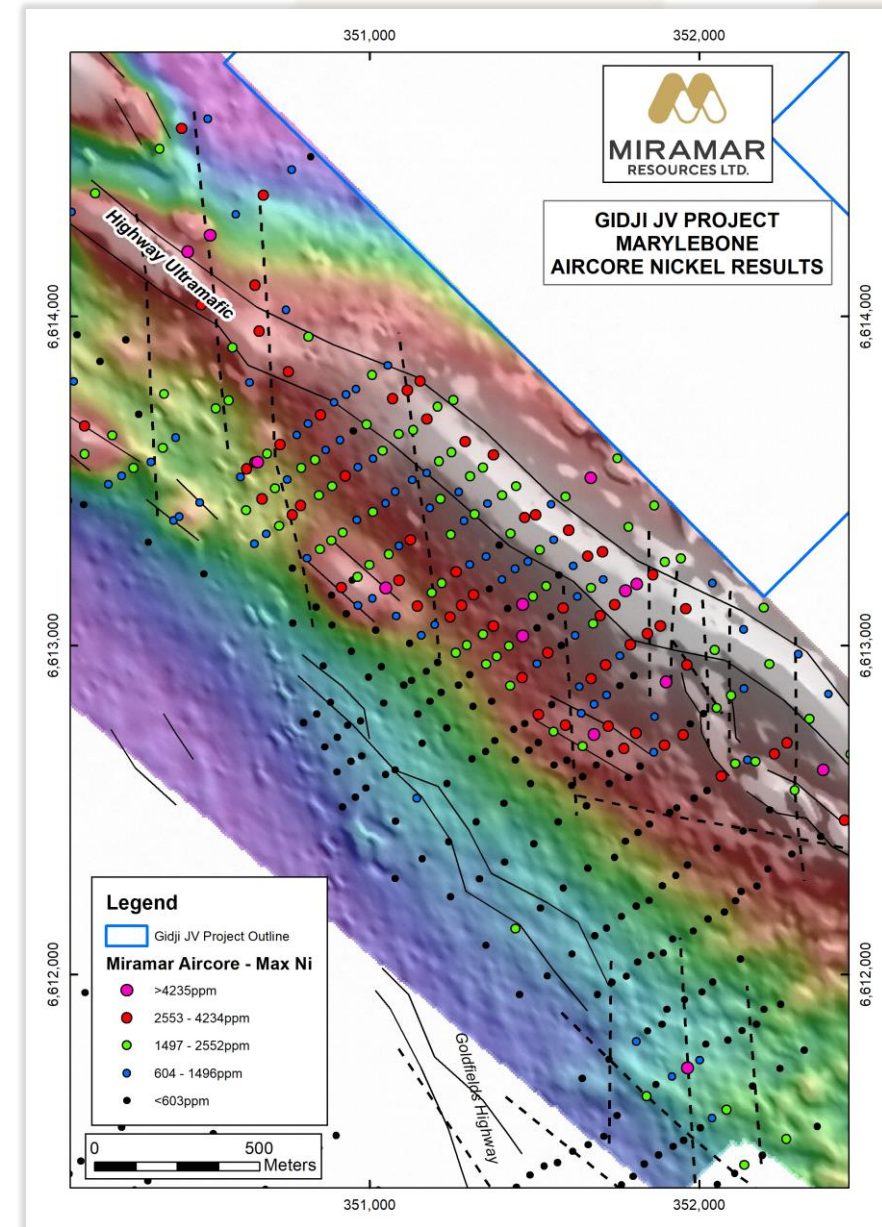 351,000
352,000
MIRAMAR
RESOURCES LTD.
GIDJI JV PROJECT
MARYLEBONE
AIRCORE NICKEL RESULTS
Highway Ultramafic
6,614,000
6,614,000
6,613,000
6,613,000
6,612,000
6,612,000
Goldfields Highway
Legend
Gidji JV Project Outline
Miramar Aircore - Max Ni
>4235ppm
2553 - 4234ppm
1497 - 2552ppm
604 - 1496ppm
<603ppm
0 500
Meters
351,000
352,000